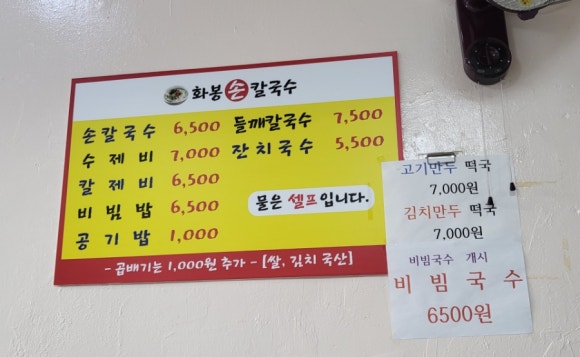 화봉 손 칼국수
손칼국수 6,500
수제비 7,000
칼제비 6,500
비빔밥 6,500
공기밥 1,000
들깨칼국수 7,500
잔치국수 5,500
물은 셀프입니다.
- 곱배기는 1,000원 추가 - [쌀, 김치 국산]
고기만두 떡국
7,000원
김치만두 떡국
7,000원
비빔국수 개시
비빔국수
6500원